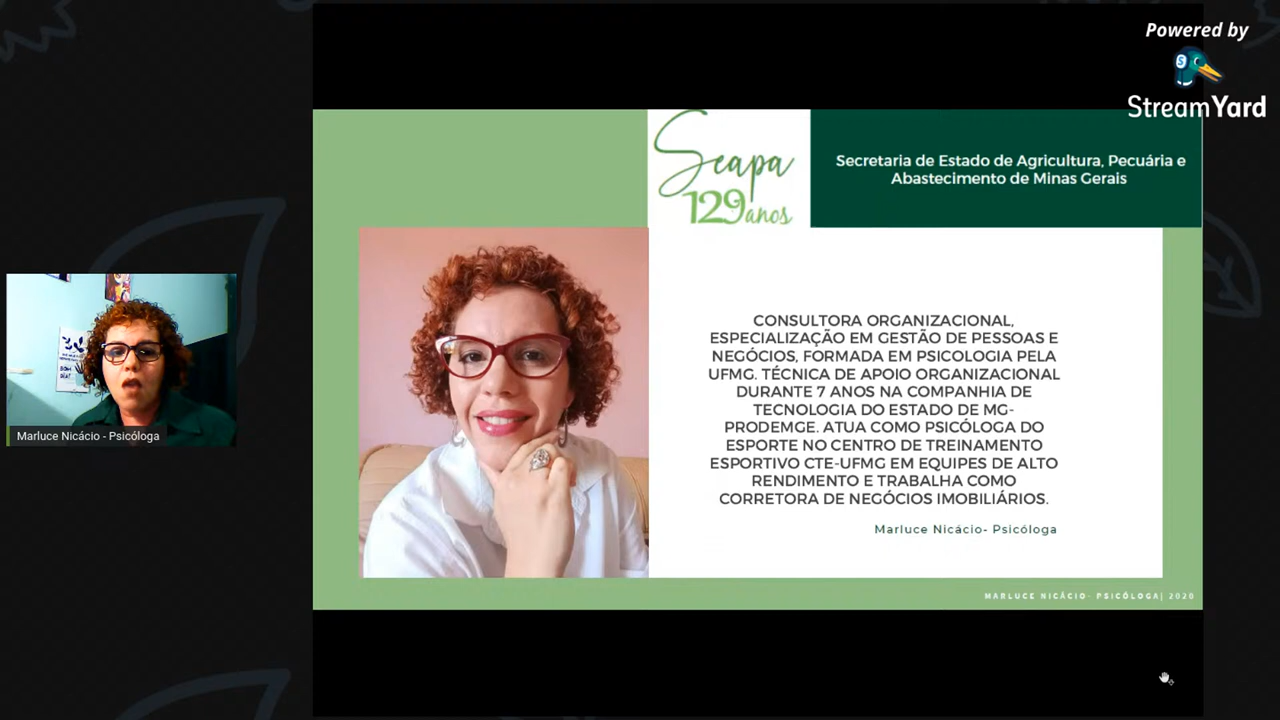 Powered by
StreamYard
Seapa
129anos
Secretaria de Estado de Agricultura, Pecuária e
Abastecimento de Minas Gerais
CONSULTORA ORGANIZACIONAL,
ESPECIALIZAÇÃO EM GESTÃO DE PESSOAS E
NEGÓCIOS, FORMADA EM PSICOLOGIA PELA
UFMG. TÉCNICA DE APOIO ORGANIZACIONAL
DURANTE 7 ANOS NA COMPANHIA DE
TECNOLOGIA DO ESTADO DE MG-
PRODEMGE. ATUA COMO PSICÓLOGA DO
ESPORTE NO CENTRO DE TREINAMENTO
ESPORTIVO CTE-UFMG EM EQUIPES DE ALTO
RENDIMENTO E TRABALHA COMO
CORRETORA DE NEGÓCIOS IMOBILIÁRIOS.
Marluce Nicácio- Psicóloga
MARLUCE NICÁCIO- PSICÓLOGA| 2020
BOM
DIA!
Marluce Nicácio - Psicóloga